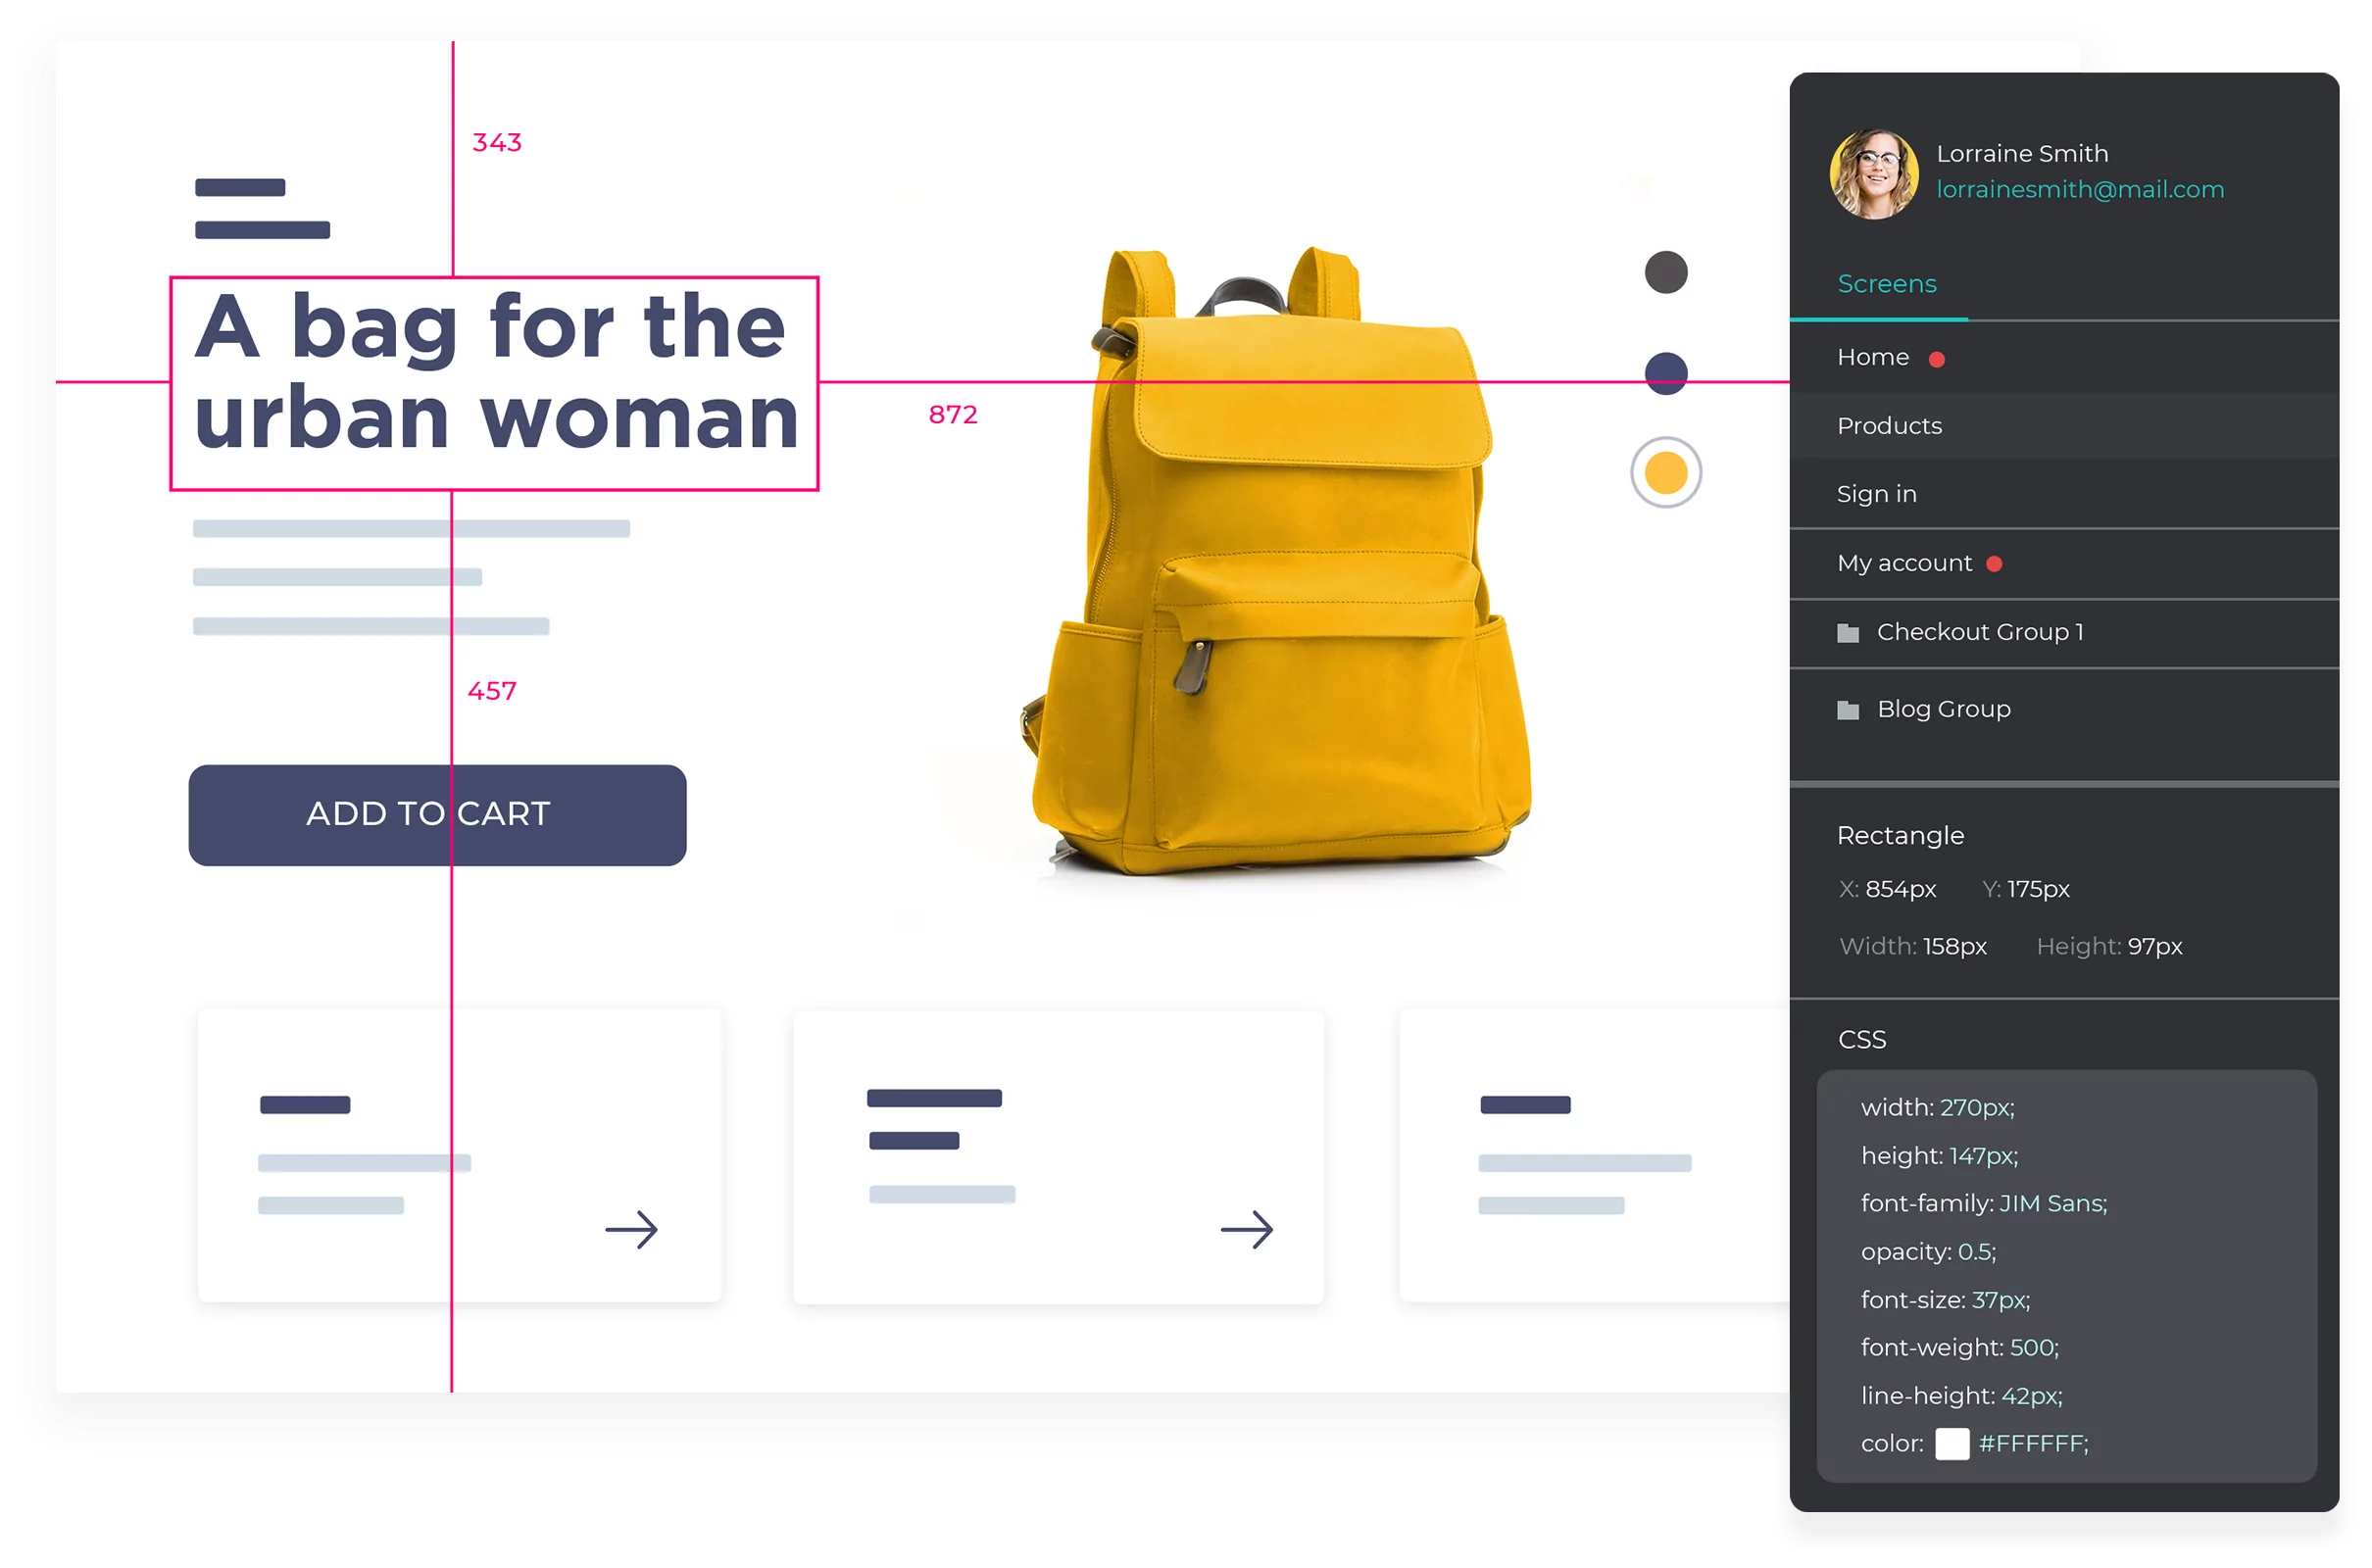 343
A bag for the
urban woman
872
457
ADD TO CART
Lorraine Smith
lorrainesmith@mail.com
Screens
Home
Products
Sign in
My account
Checkout Group 1
Blog Group
Rectangle
X: 854px Y: 175px
Width: 158px Height: 97px
CSS
width: 270px;
height: 147px;
font-family: JIM Sans;
opacity: 0.5;
font-size: 37px;
font-weight: 500;
line-height: 42px;
color: #FFFFFF;